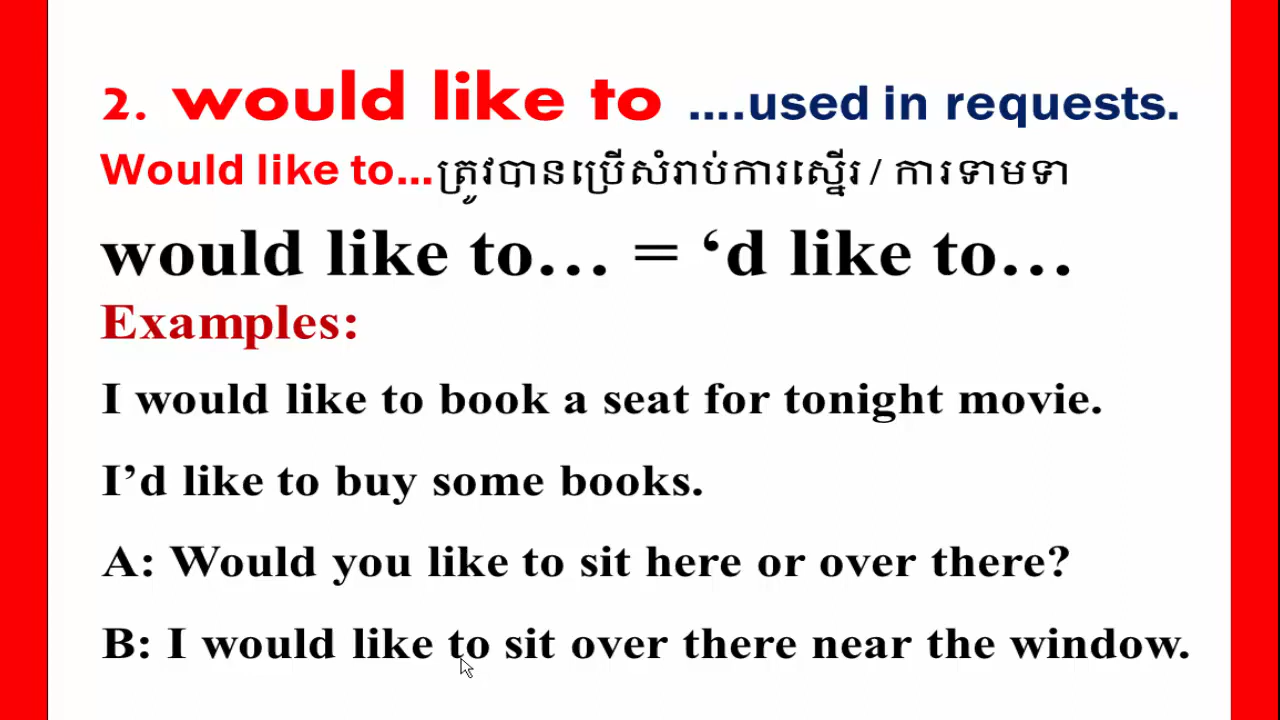 2. would like to ....used in requests.
Would like to...ត្រូវបានប្រើសំរាប់ការស្នើរ / ការទាមទា
would like to… = ‘d like to…
Examples:
I would like to book a seat for tonight movie.
I’d like to buy some books.
A: Would you like to sit here or over there?
B: I would like to sit over there near the window.